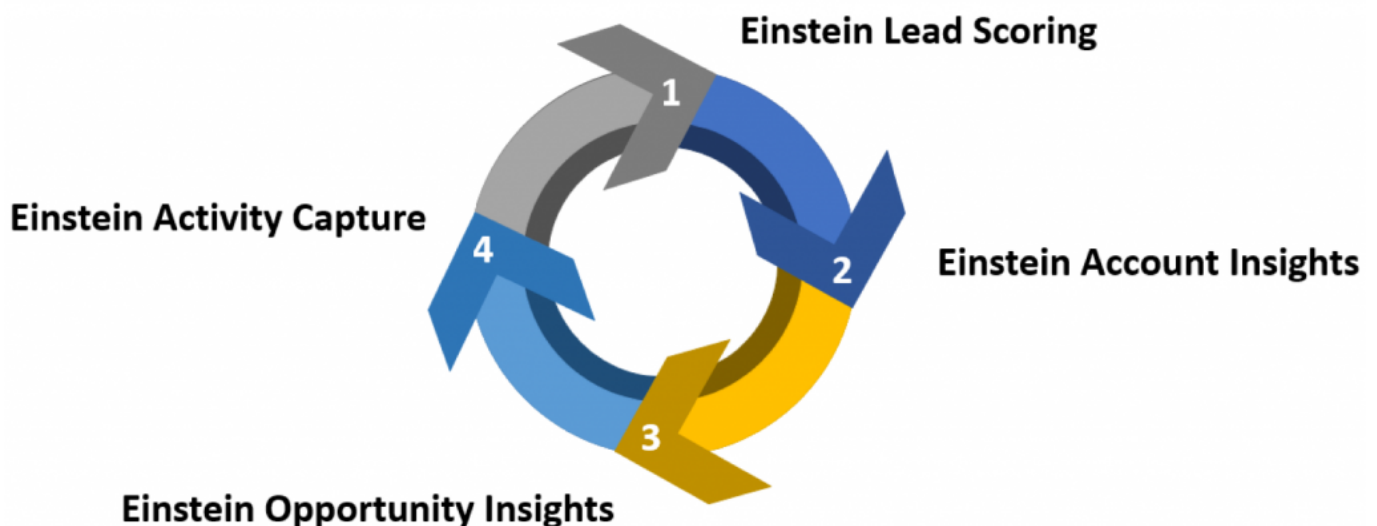 Einstein Lead Scoring
1
Einstein Activity Capture
4
2
Einstein Account Insights
3
Einstein Opportunity Insights